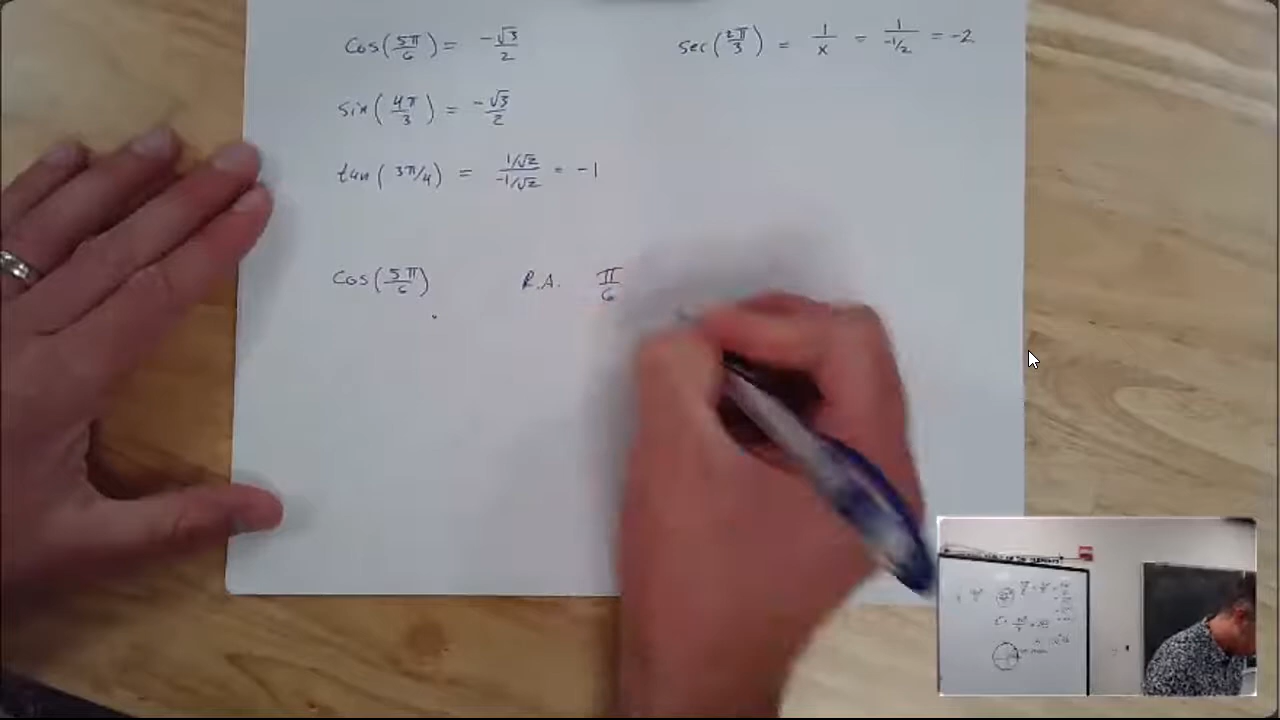 cos(5π/6) = -√3/2
sin(4π/3) = -√3/2
tan(3π/4) = 1/√2 / -1/√2 = -1
cos(5π/6) R.A. π/6
sec(2π/3) = 1/x = 1/-1/2 = -2